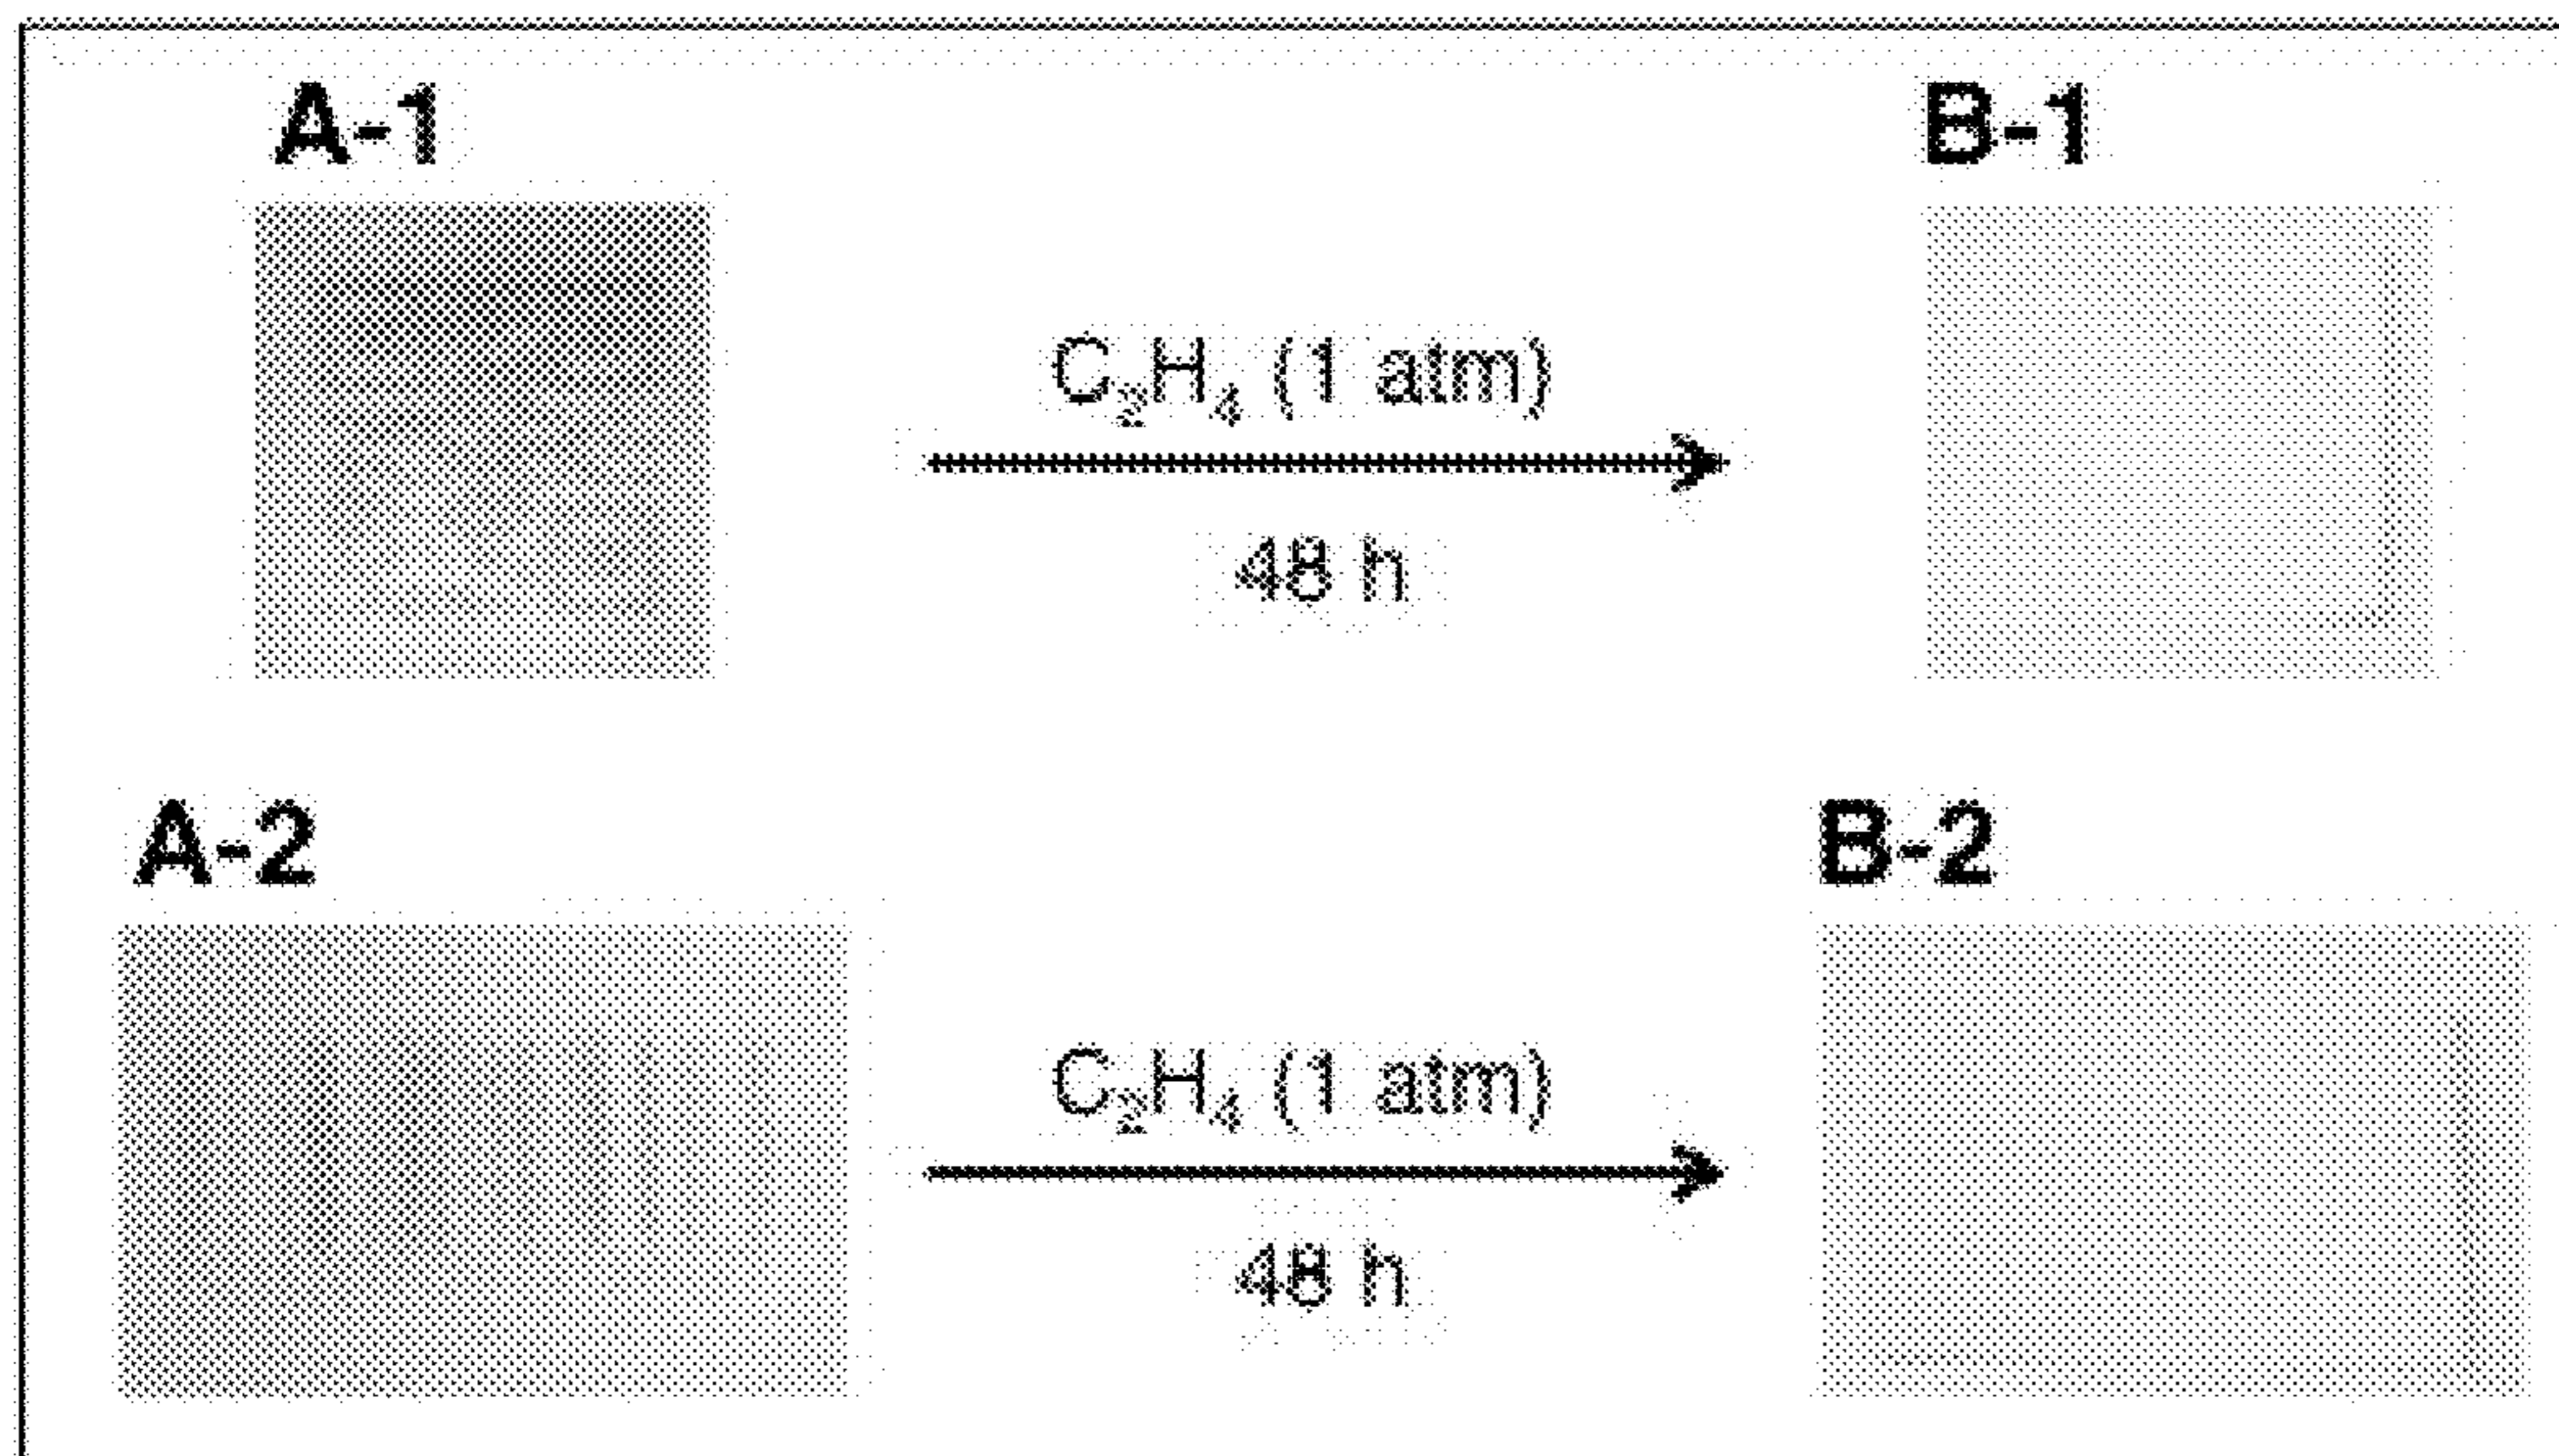 A-1
B-1
C₂H₄ (1 atm)
48 h
A-2
B-2
C₂H₄ (1 atm)
48 h